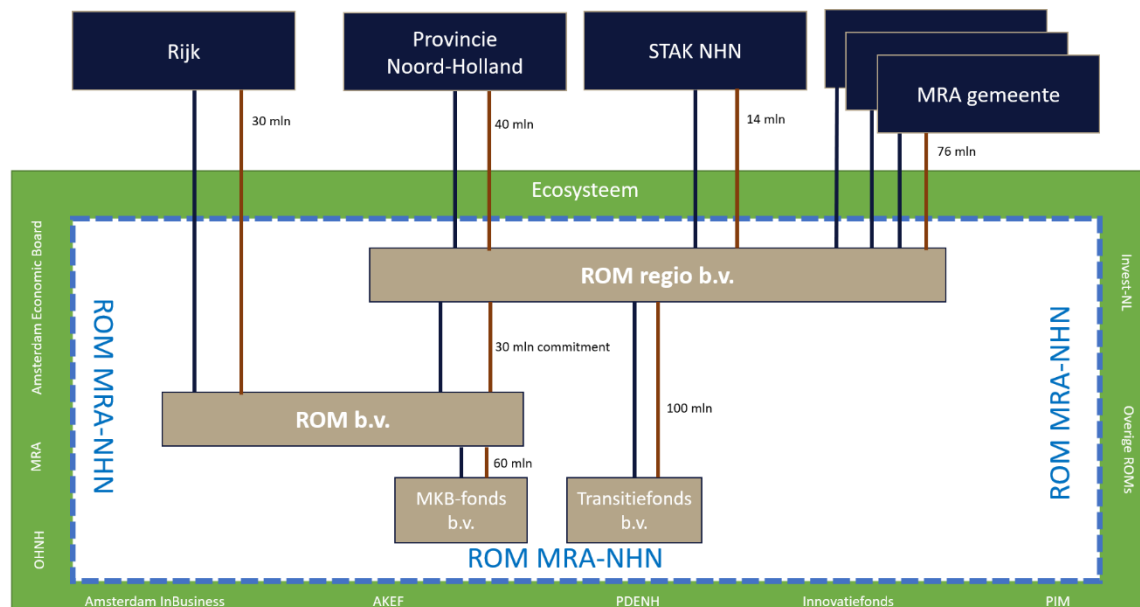 Rijk
Provincie
Noord-Holland
STAK NHN
MRA gemeente
30 mln
40 mln
14 mln
76 mln
Ecosysteem
Amsterdam Economic Board
MRA
OHNH
ROM MRA-NHN
ROM regio b.v.
30 mln commitment
100 mln
ROM b.v.
60 mln
MKB-fonds
b.v.
Transitiefonds
b.v.
ROM MRA-NHN
ROM MRA-NHN
Invest-NL
Overige ROMs
Amsterdam InBusiness
AKEF
PDENH
Innovatiefonds
PIM